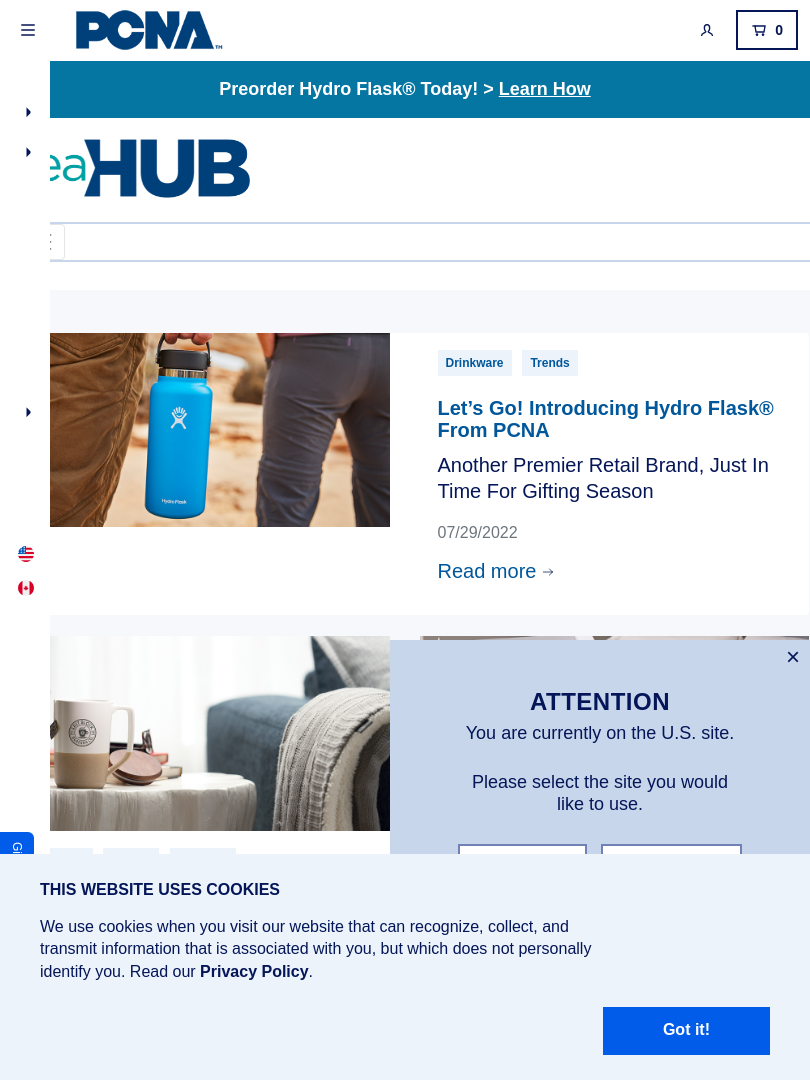 PCNA™
0
Preorder Hydro Flask® Today! > Learn How
eaHUB
Drinkware Trends
Let’s Go! Introducing Hydro Flask®
From PCNA
Another Premier Retail Brand, Just In
Time For Gifting Season
07/29/2022
Read more
Hydro Flask
ATTENTION
You are currently on the U.S. site.
Please select the site you would
like to use.
THIS WEBSITE USES COOKIES
We use cookies when you visit our website that can recognize, collect, and
transmit information that is associated with you, but which does not personally
identify you. Read our Privacy Policy.
Got it!